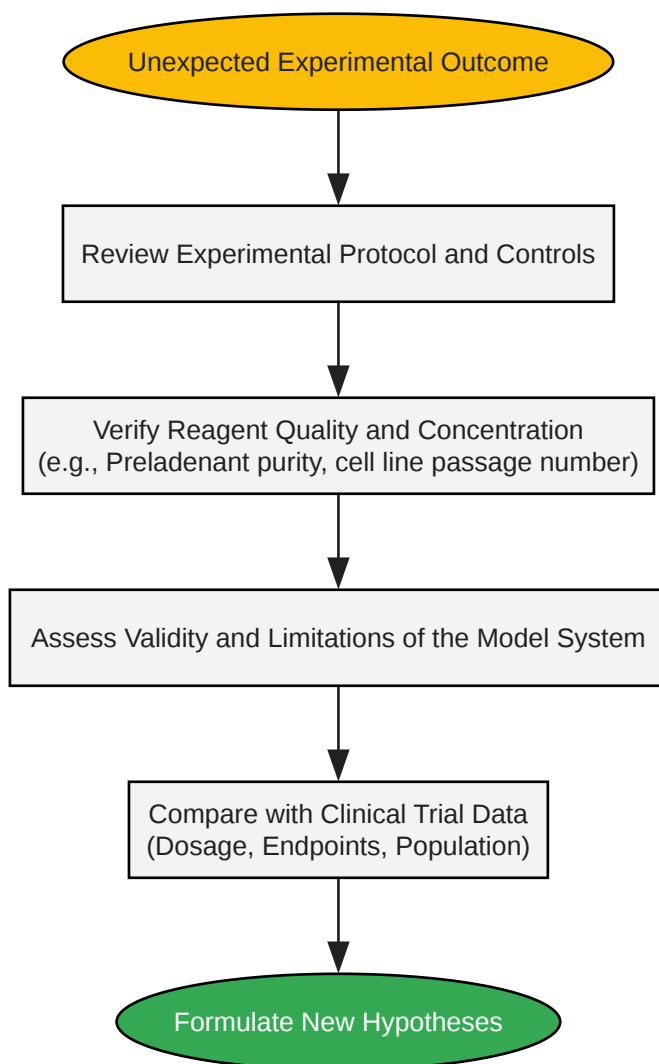 Unexpected Experimental Outcome
Review Experimental Protocol and Controls
Verify Reagent Quality and Concentration
(e.g., Preladenant purity, cell line passage number)
Assess Validity and Limitations of the Model System
Compare with Clinical Trial Data
(Dosage, Endpoints, Population)
Formulate New Hypotheses